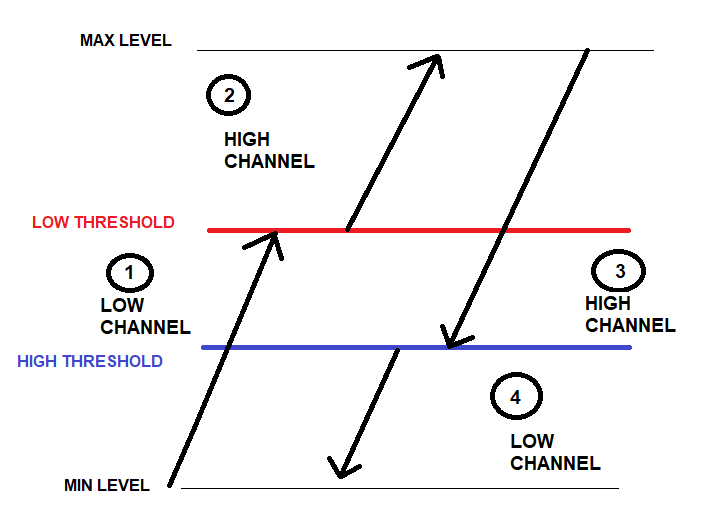 MAX LEVEL
2
HIGH
CHANNEL
LOW THRESHOLD
1
LOW
CHANNEL
3
HIGH
CHANNEL
HIGH THRESHOLD
4
LOW
CHANNEL
MIN LEVEL